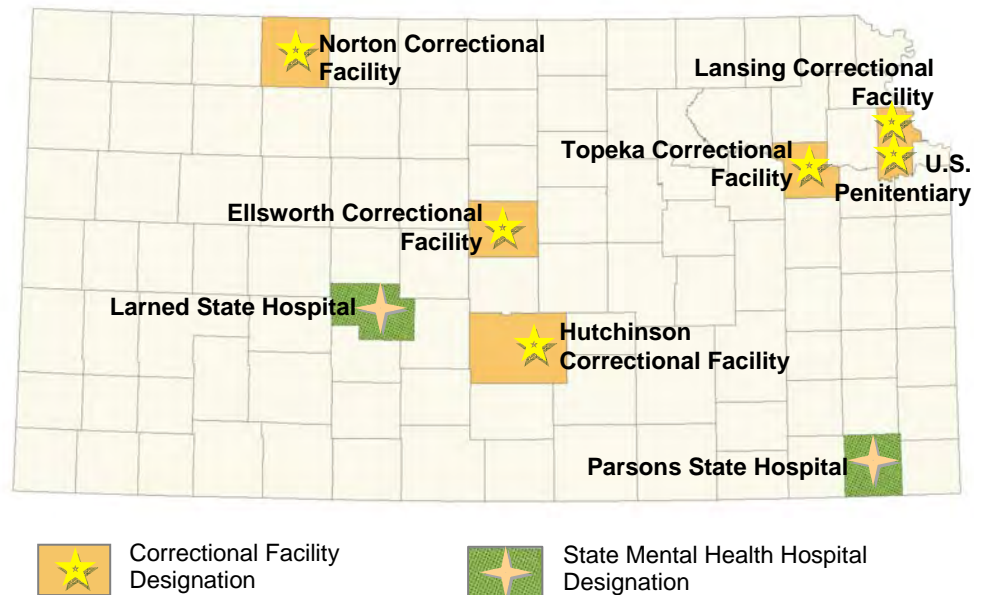 Norton Correctional
Facility
Lansing Correctional
Facility
Topeka Correctional
Facility
U.S.
Penitentiary
Ellsworth Correctional
Facility
Larned State Hospital
Hutchinson
Correctional Facility
Parsons State Hospital
Correctional Facility
Designation
State Mental Health Hospital
Designation